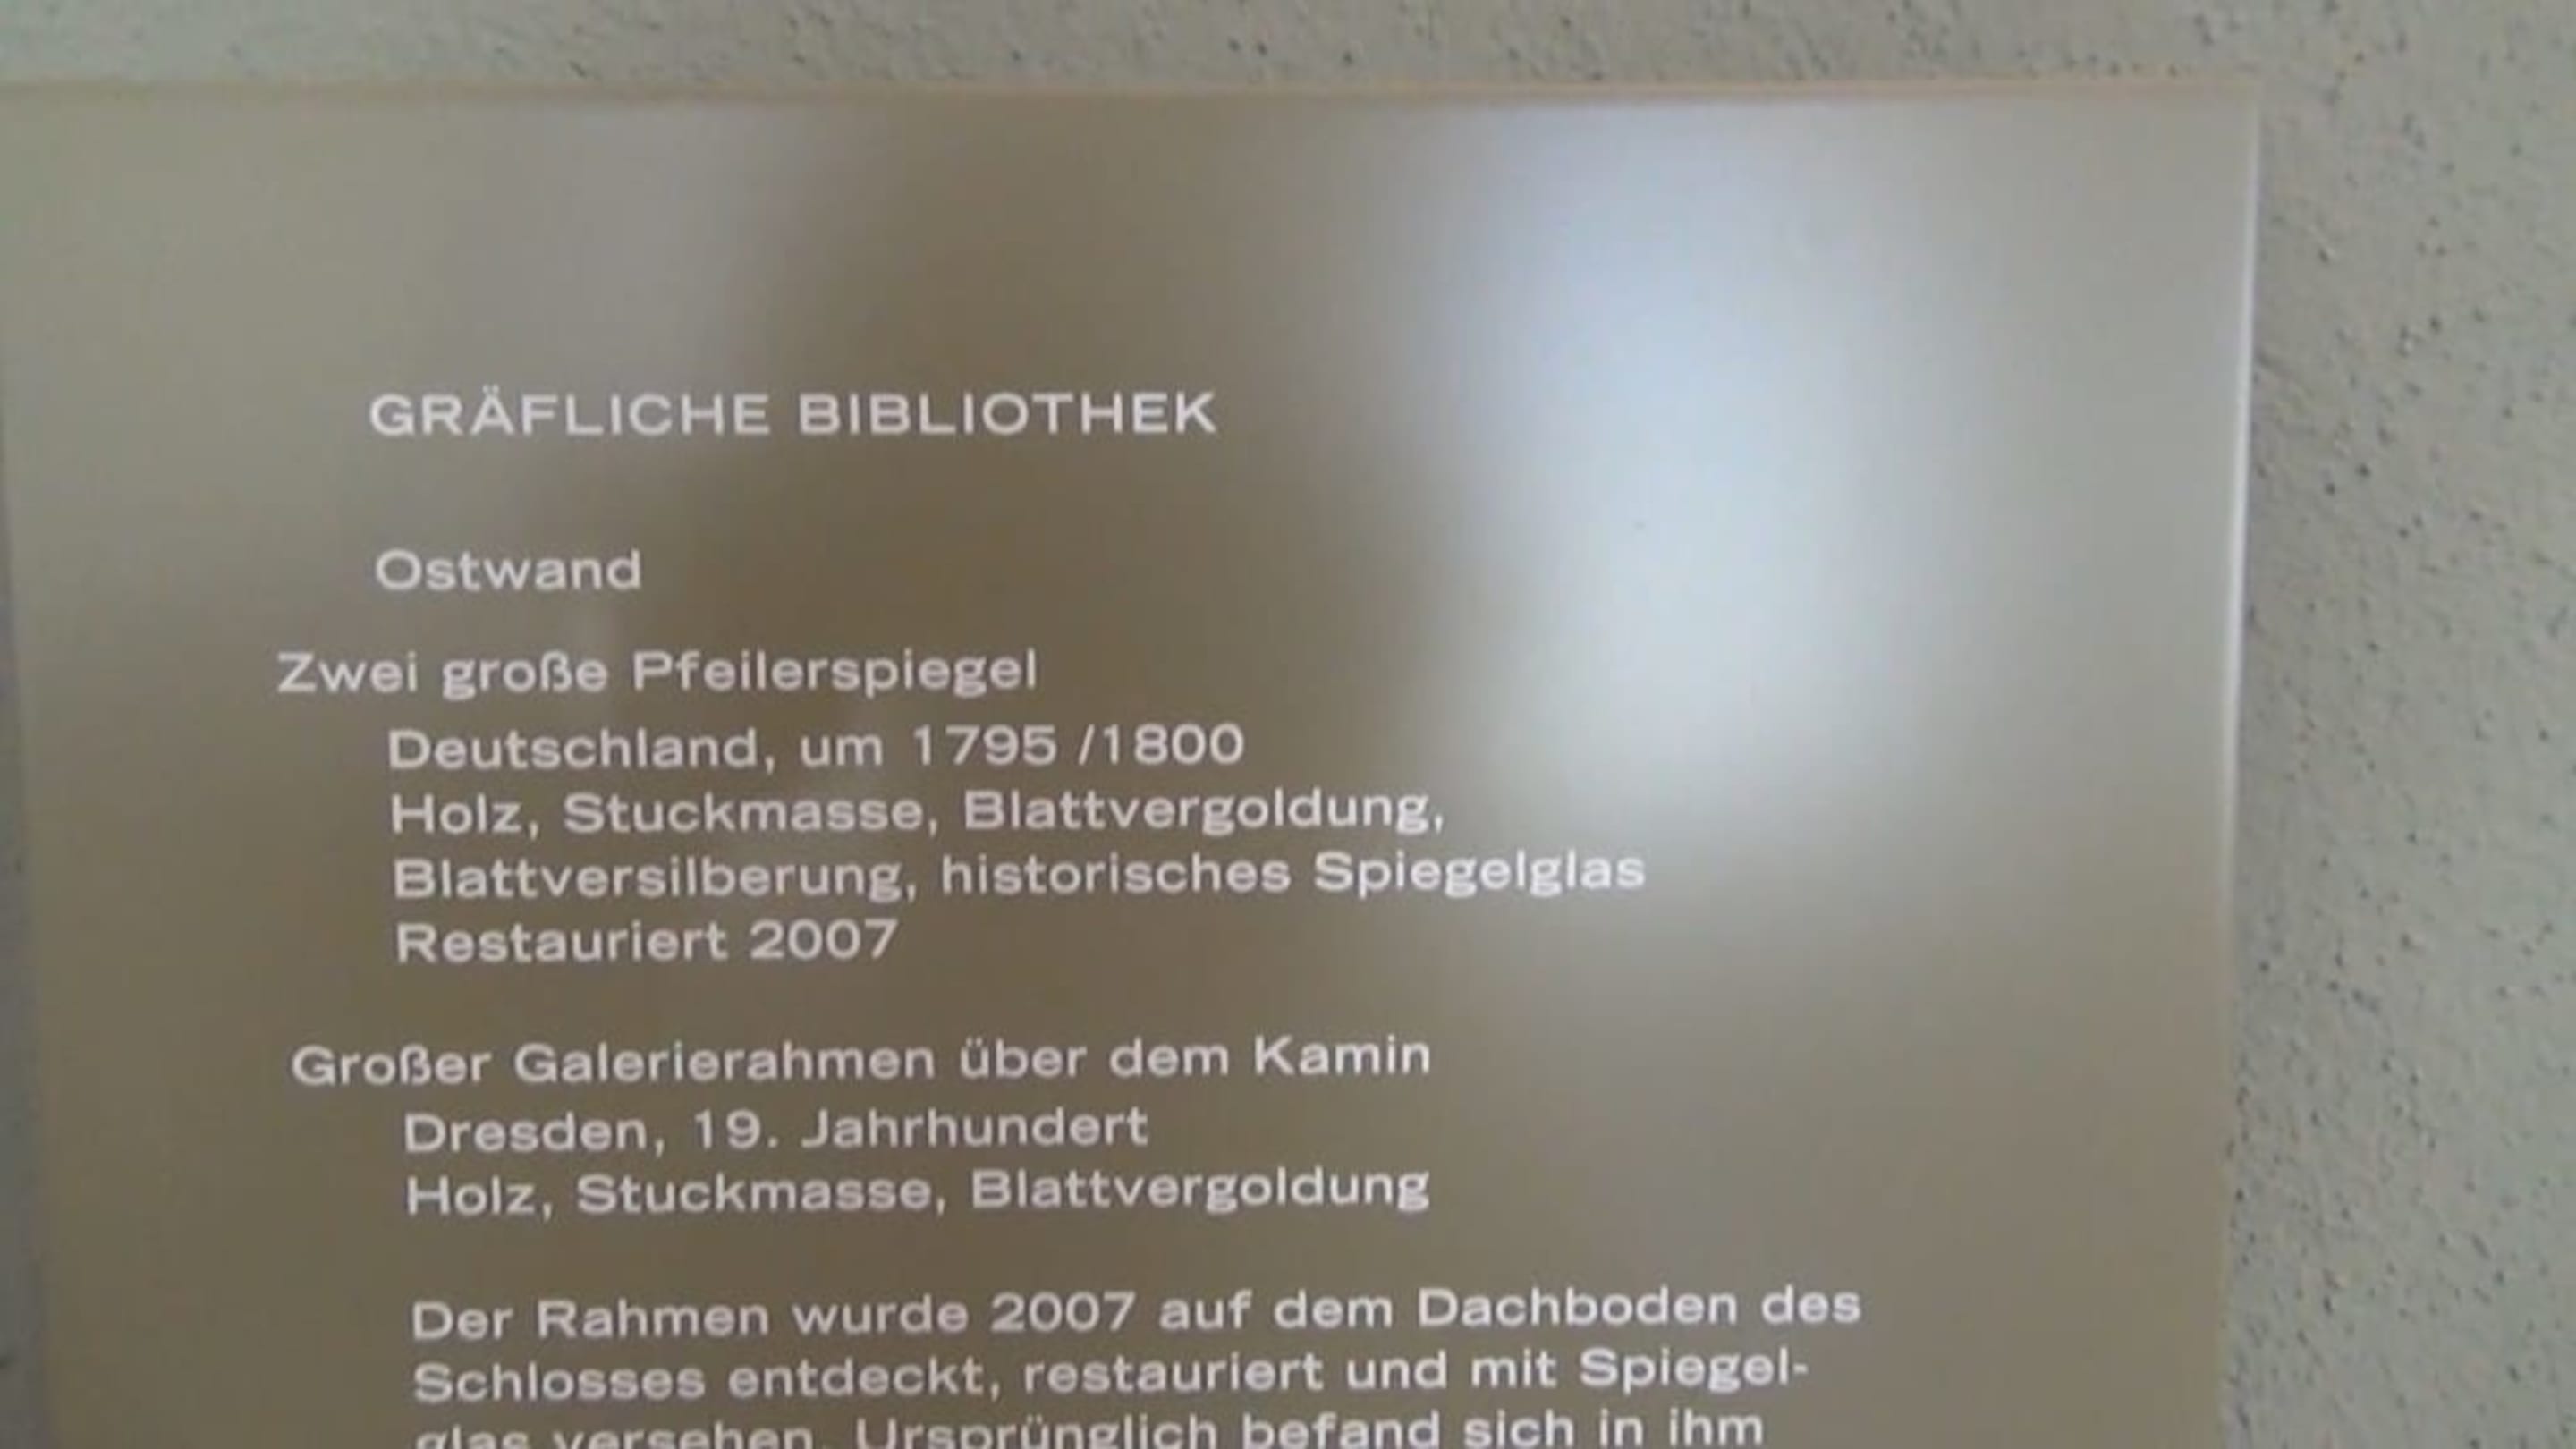 GRÄFLICHE BIBLIOTHEK
Ostwand
Zwei große Pfeilerspiegel
Deutschland, um 1795 /1800
Holz, Stuckmasse, Blattvergoldung,
Blattversilberung, historisches Spiegelglas
Restauriert 2007
Großer Galerierahmen über dem Kamin
Dresden, 19. Jahrhundert
Holz, Stuckmasse, Blattvergoldung
Der Rahmen wurde 2007 auf dem Dachboden des
Schlosses entdeckt, restauriert und mit Spiegel-
glas versehen. Ursprünglich befand sich in ihm